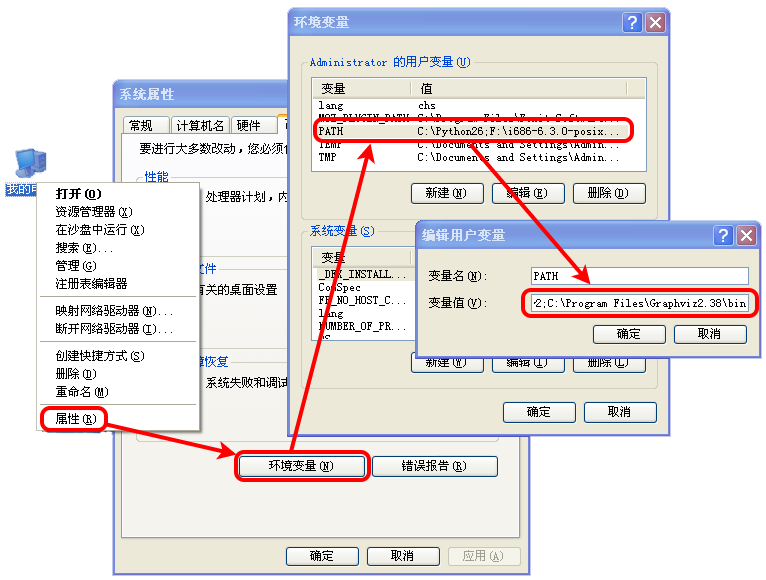 环境变量
Administrator 的用户变量(U)
变量 值
lang chs
PATH C:\Python26;F:\i686-6.3.0-posix...
TEMP C:\Documents and Settings\Admin...
TMP C:\Documents and Settings\Admin...
新建(N) 编辑(E) 删除(D)
系统变量(S)
变量
_DEX_INSTALL...
ComSpec
FP_NO_HOST_C...
lang
NUMBER_OF_PR...
OS
新建(W) 编辑(I) 删除(L)
确定 取消
编辑用户变量
变量名(N): PATH
变量值(V): 2;C:\Program Files\Graphviz2.38\bin
确定 取消
系统属性
常规 计算机名 硬件
要进行大多数改动,您必须
性能
处理器计划,内
文件
有关的桌面设置
障恢复
系统失败和调试
环境变量(N) 错误报告(R)
确定 取消 应用(A)
我的电
打开(O)
资源管理器(X)
在沙盘中运行(X)
搜索(E)...
管理(G)
注册表编辑器
映射网络驱动器(N)...
断开网络驱动器(I)...
创建快捷方式(S)
删除(D)
重命名(M)
属性(R)